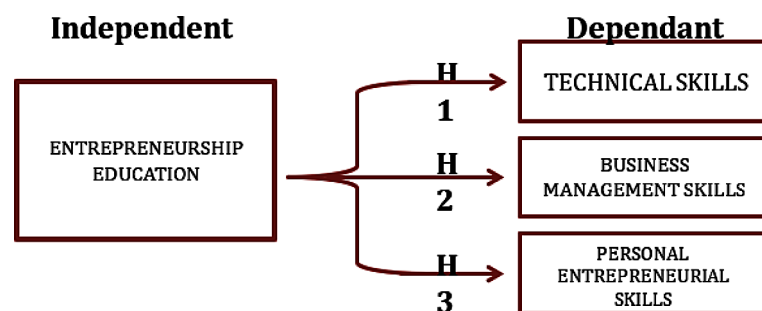 Independent
Dependant
ENTREPRENEURSHIP
EDUCATION
H
1
TECHNICAL SKILLS
H
2
BUSINESS
MANAGEMENT SKILLS
H
3
PERSONAL
ENTREPRENEURIAL
SKILLS